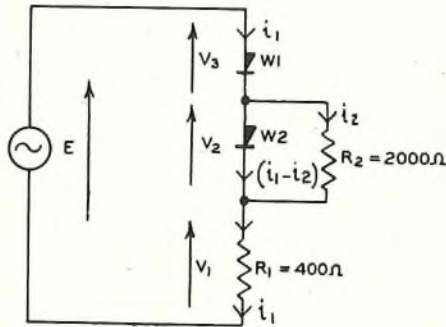 i₁
V₃
W1
i₂
E
V₂
W2
R₂ = 2000Ω
(i₁-i₂)
V₁
R₁ = 400Ω
i₁